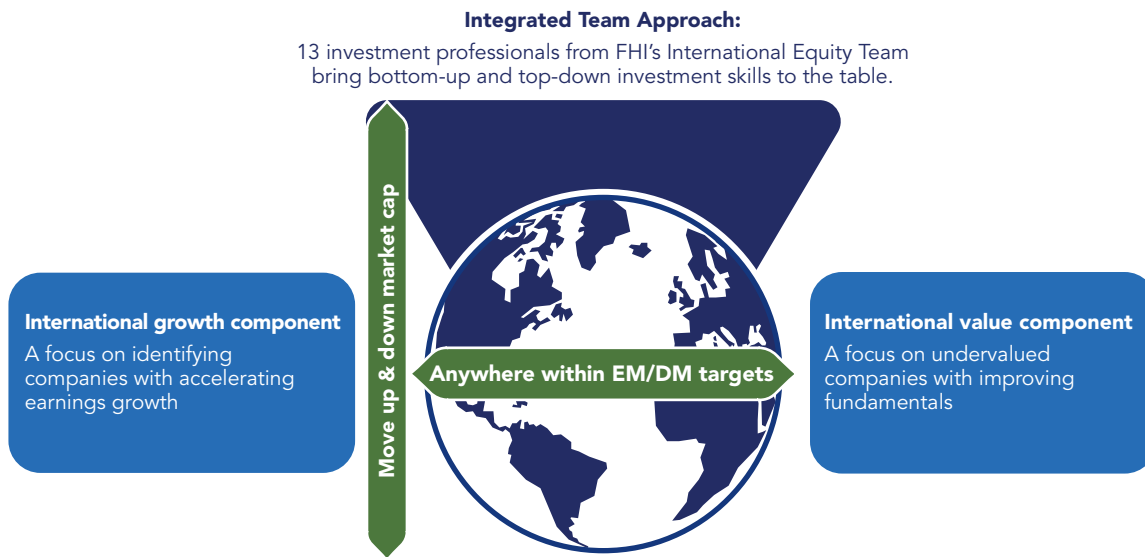 Integrated Team Approach:
13 investment professionals from FHI's International Equity Team
bring bottom-up and top-down investment skills to the table.
Move up & down market cap
International growth component
A focus on identifying
companies with accelerating
earnings growth
Anywhere within EM/DM targets
International value component
A focus on undervalued
companies with improving
fundamentals